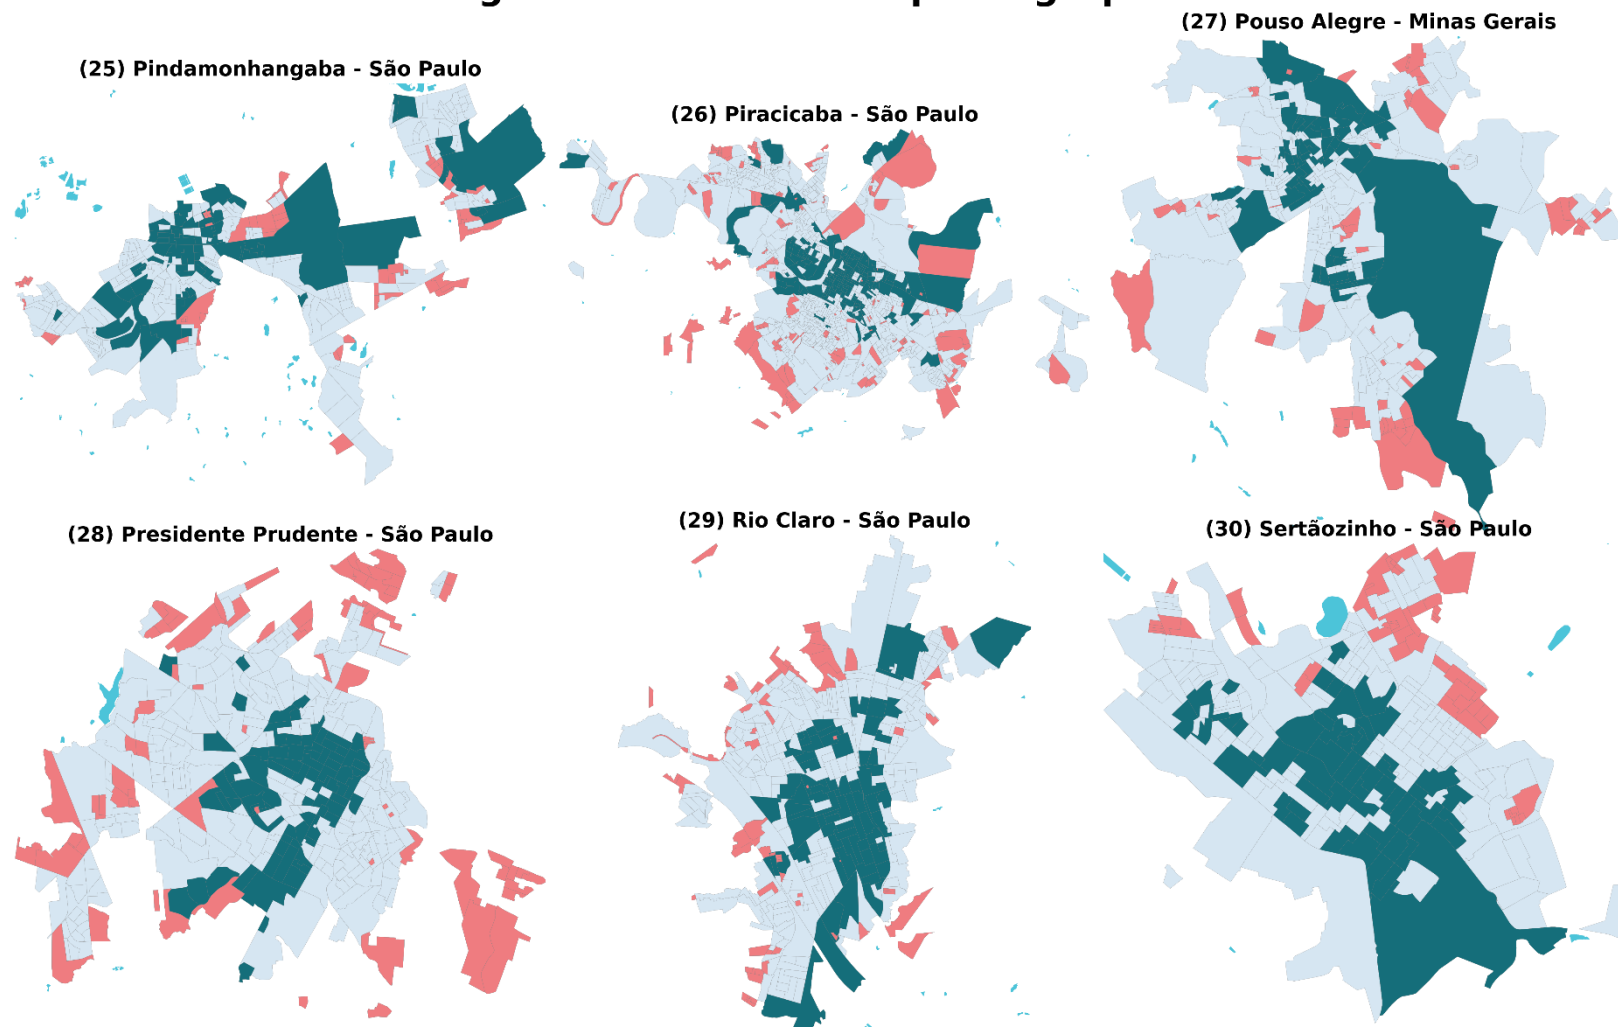 (27) Pouso Alegre - Minas Gerais
(25) Pindamonhangaba - São Paulo
(26) Piracicaba - São Paulo
(29) Rio Claro - São Paulo
(30) Sertãozinho - São Paulo
(28) Presidente Prudente - São Paulo